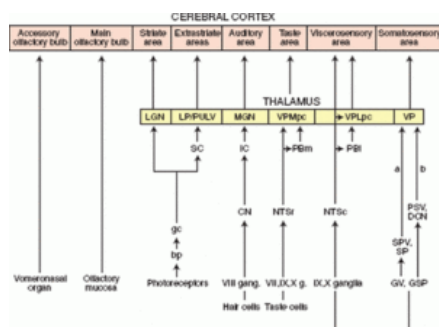 CEREBRAL CORTEX
Accessory olfactory bulb
Main olfactory bulb
Striate area
Extrastriate areas
Auditory area
Taste area
Viscerosensory area
Somatosensory area
THALAMUS
LGN LP/PULV MGN VPMpc VPLpc VP
SC IC PBm PBl a b
CN NTSr NTSc PSV, DCN
gc SPV, SP
bp
Vomeronasal organ
Olfactory mucosa
Photoreceptors
VIII gang.
VII,IX,X g.
IX,X ganglia
GV, GSP
Hair cells Taste cells